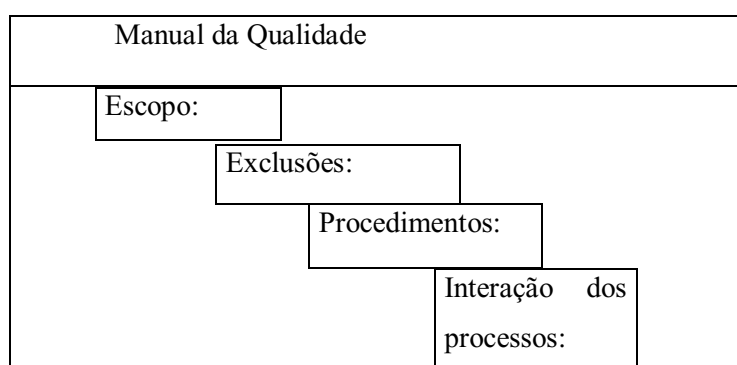 Manual da Qualidade
Escopo:
Exclusões:
Procedimentos:
Interação dos
processos: